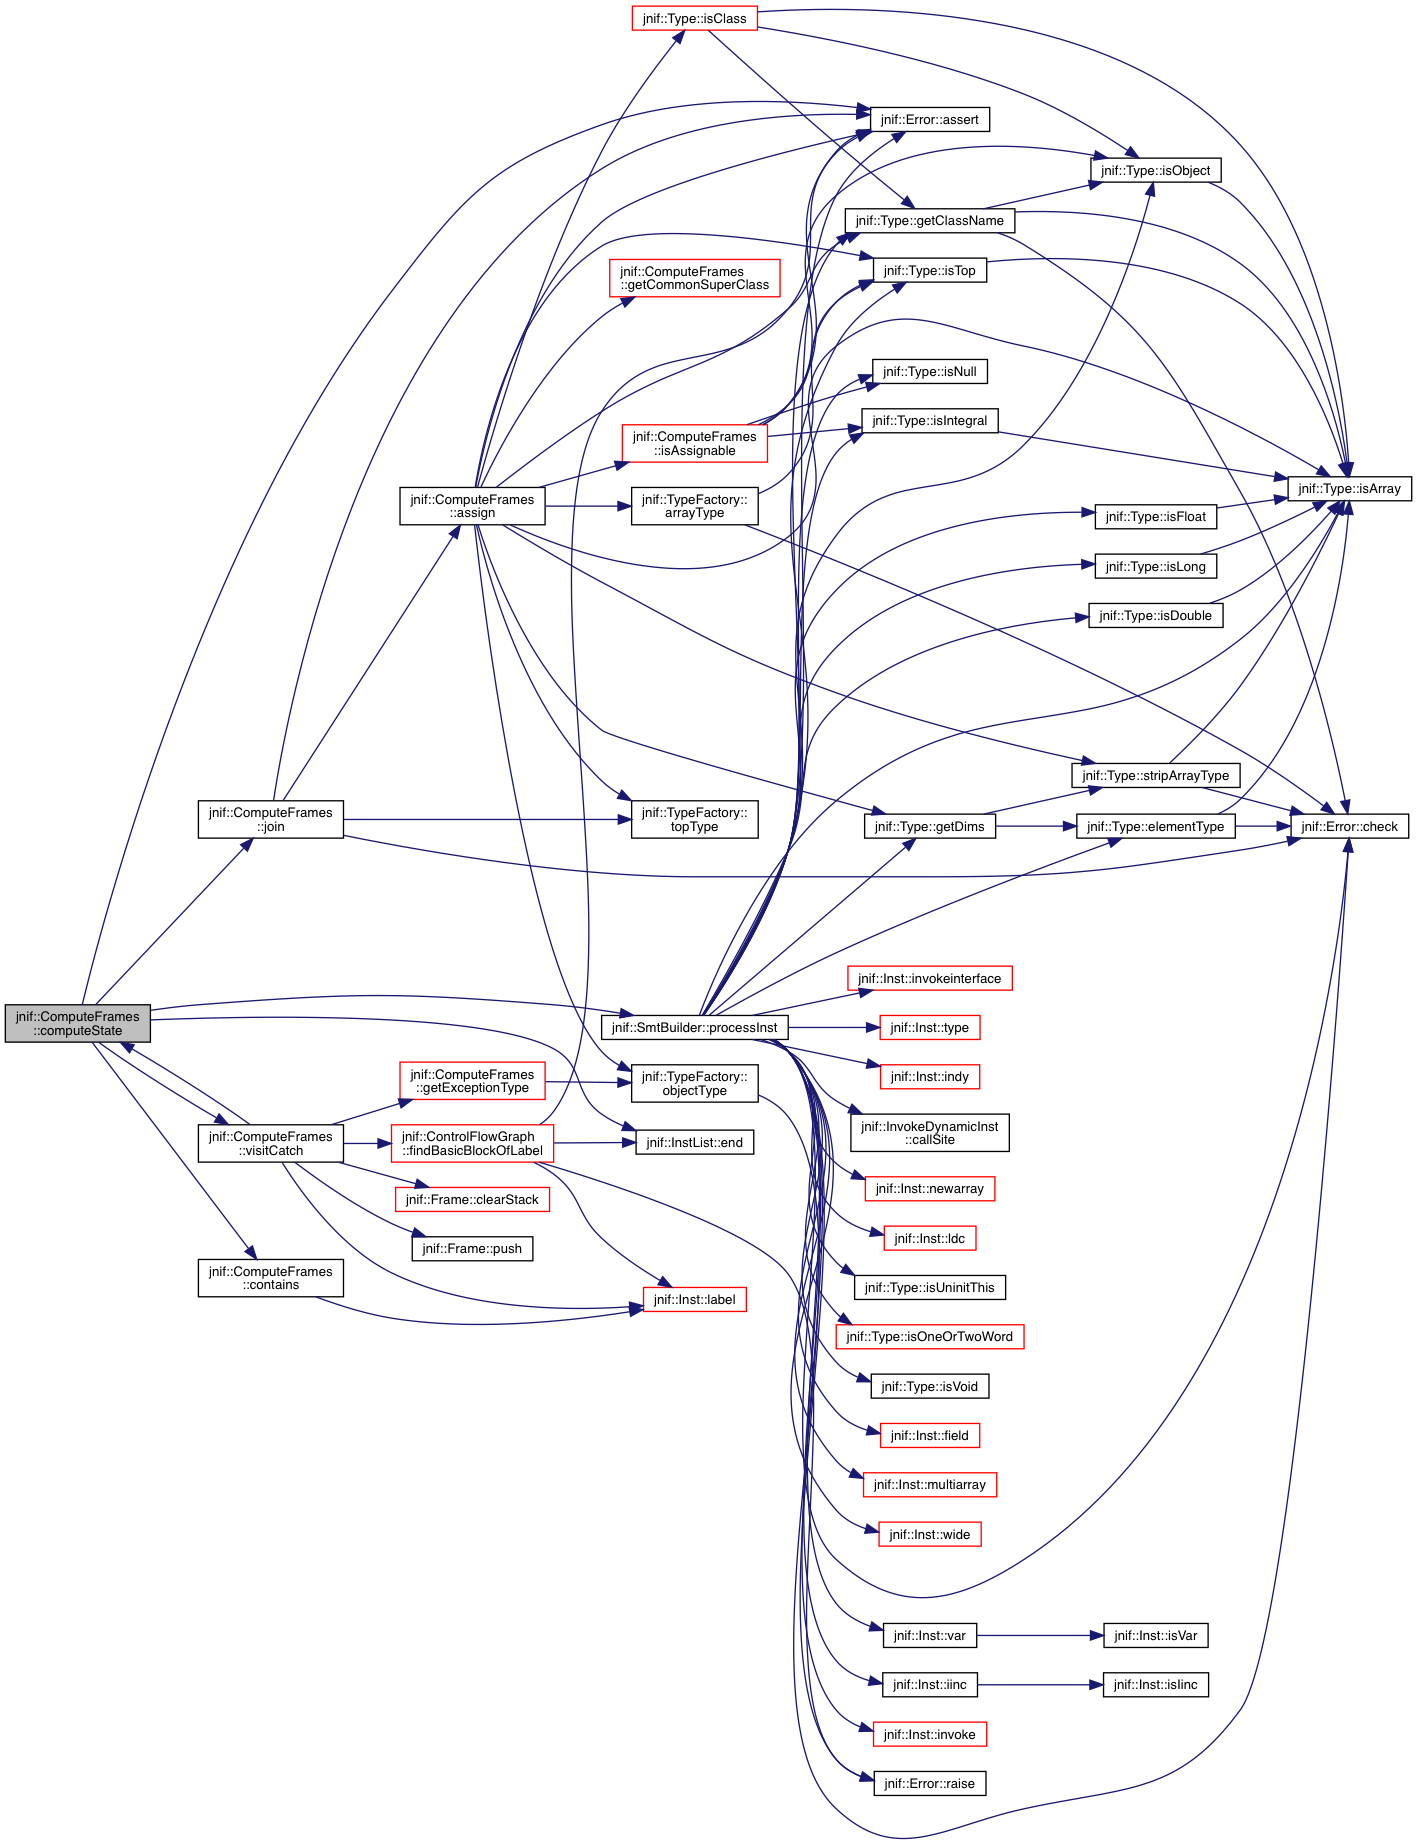 jnif::Type::isClass
jnif::Error::assert
jnif::Type::isObject
jnif::Type::getClassName
jnif::ComputeFrames
::getCommonSuperClass
jnif::Type::isTop
jnif::Type::isNull
jnif::Type::isIntegral
jnif::ComputeFrames
::isAssignable
jnif::Type::isArray
jnif::ComputeFrames
::assign
jnif::TypeFactory::
arrayType
jnif::Type::isFloat
jnif::Type::isLong
jnif::Type::isDouble
jnif::Type::stripArrayType
jnif::ComputeFrames
::join
jnif::TypeFactory::
topType
jnif::Type::getDims
jnif::Type::elementType
jnif::Error::check
jnif::Inst::invokeinterface
jnif::ComputeFrames
::computeState
jnif::SmtBuilder::processInst
jnif::Inst::type
jnif::ComputeFrames
::getExceptionType
jnif::TypeFactory::
objectType
jnif::Inst::indy
jnif::ComputeFrames
::visitCatch
jnif::ControlFlowGraph
::findBasicBlockOfLabel
jnif::InstList::end
jnif::InvokeDynamicInst
::callSite
jnif::Frame::clearStack
jnif::Inst::newarray
jnif::Frame::push
jnif::Inst::ldc
jnif::ComputeFrames
::contains
jnif::Type::isUninitThis
jnif::Inst::label
jnif::Type::isOneOrTwoWord
jnif::Type::isVoid
jnif::Inst::field
jnif::Inst::multiarray
jnif::Inst::wide
jnif::Inst::var
jnif::Inst::isVar
jnif::Inst::iinc
jnif::Inst::isIinc
jnif::Inst::invoke
jnif::Error::raise